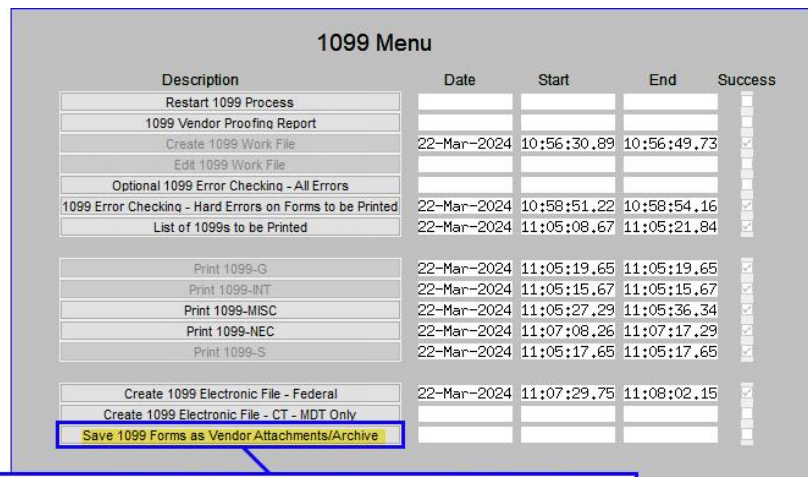 1099 Menu
Description Date Start End Success
Restart 1099 Process
1099 Vendor Proofing Report
Create 1099 Work File 22-Mar-2024 10:56:30.89 10:56:49.73
Edit 1099 Work File
Optional 1099 Error Checking - All Errors
1099 Error Checking - Hard Errors on Forms to be Printed 22-Mar-2024 10:58:51.22 10:58:54.16
List of 1099s to be Printed 22-Mar-2024 11:05:08.67 11:05:21.84
Print 1099-G 22-Mar-2024 11:05:19.65 11:05:19.65
Print 1099-INT 22-Mar-2024 11:05:15.67 11:05:15.67
Print 1099-MISC 22-Mar-2024 11:05:27.29 11:05:36.34
Print 1099-NEC 22-Mar-2024 11:07:08.26 11:07:17.29
Print 1099-S 22-Mar-2024 11:05:17.65 11:05:17.65
Create 1099 Electronic File - Federal 22-Mar-2024 11:07:29.75 11:08:02.15
Create 1099 Electronic File - CT - MDT Only
Save 1099 Forms as Vendor Attachments/Archive